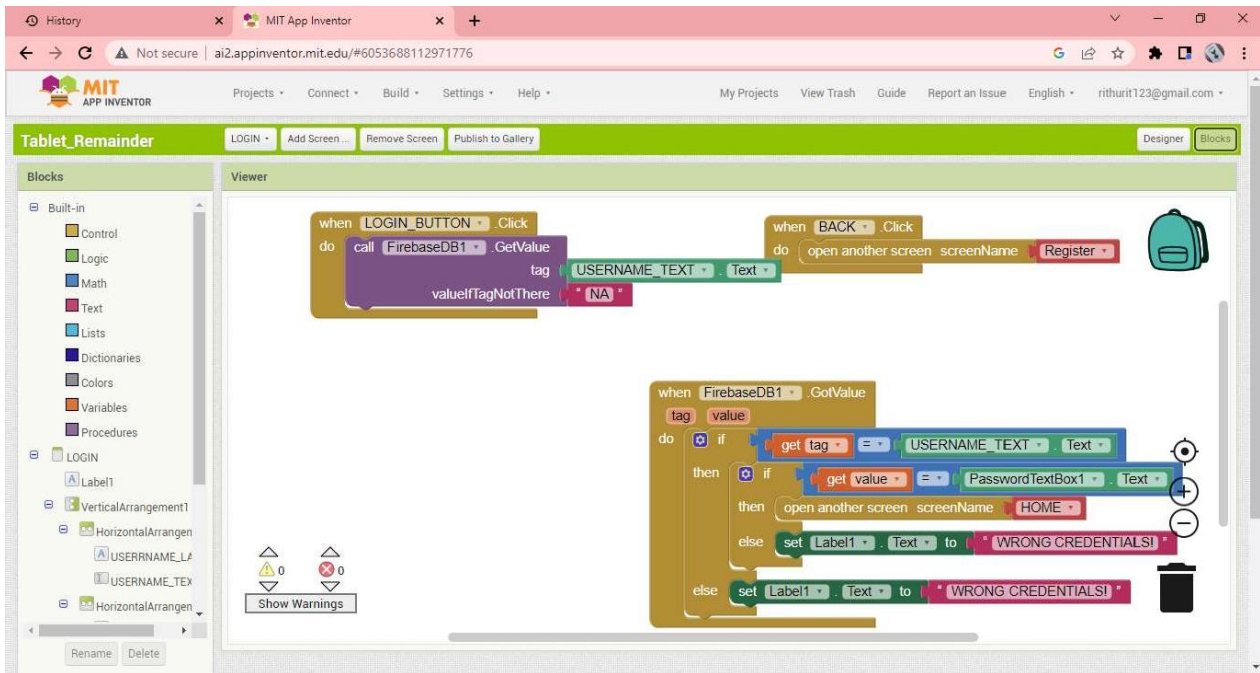 History
MIT App Inventor
Not secure | ai2.appinventor.mit.edu/#6053688112971776
MIT
APP INVENTOR
Projects Connect Build Settings Help My Projects View Trash Guide Report an Issue English rithurit123@gmail.com
Tablet_Remainder LOGIN Add Screen ... Remove Screen Publish to Gallery Designer Blocks
Blocks
Viewer
Built-in
Control
Logic
Math
Text
Lists
Dictionaries
Colors
Variables
Procedures
LOGIN
Label1
VerticalArrangement1
HorizontalArrangen
USERRNAME_LA
USERNAME_TEX
HorizontalArrangen
Rename Delete
when LOGIN_BUTTON .Click
do call FirebaseDB1 .GetValue
tag USERNAME_TEXT . Text
valueIfTagNotThere " NA "
when BACK .Click
do open another screen screenName Register
when FirebaseDB1 .GotValue
tag value
do if get tag = USERNAME_TEXT . Text
then if get value = PasswordTextBox1 . Text
then open another screen screenName HOME
else set Label1 . Text to " WRONG CREDENTIALS! "
else set Label1 . Text to " WRONG CREDENTIALS! "
0 0
Show Warnings